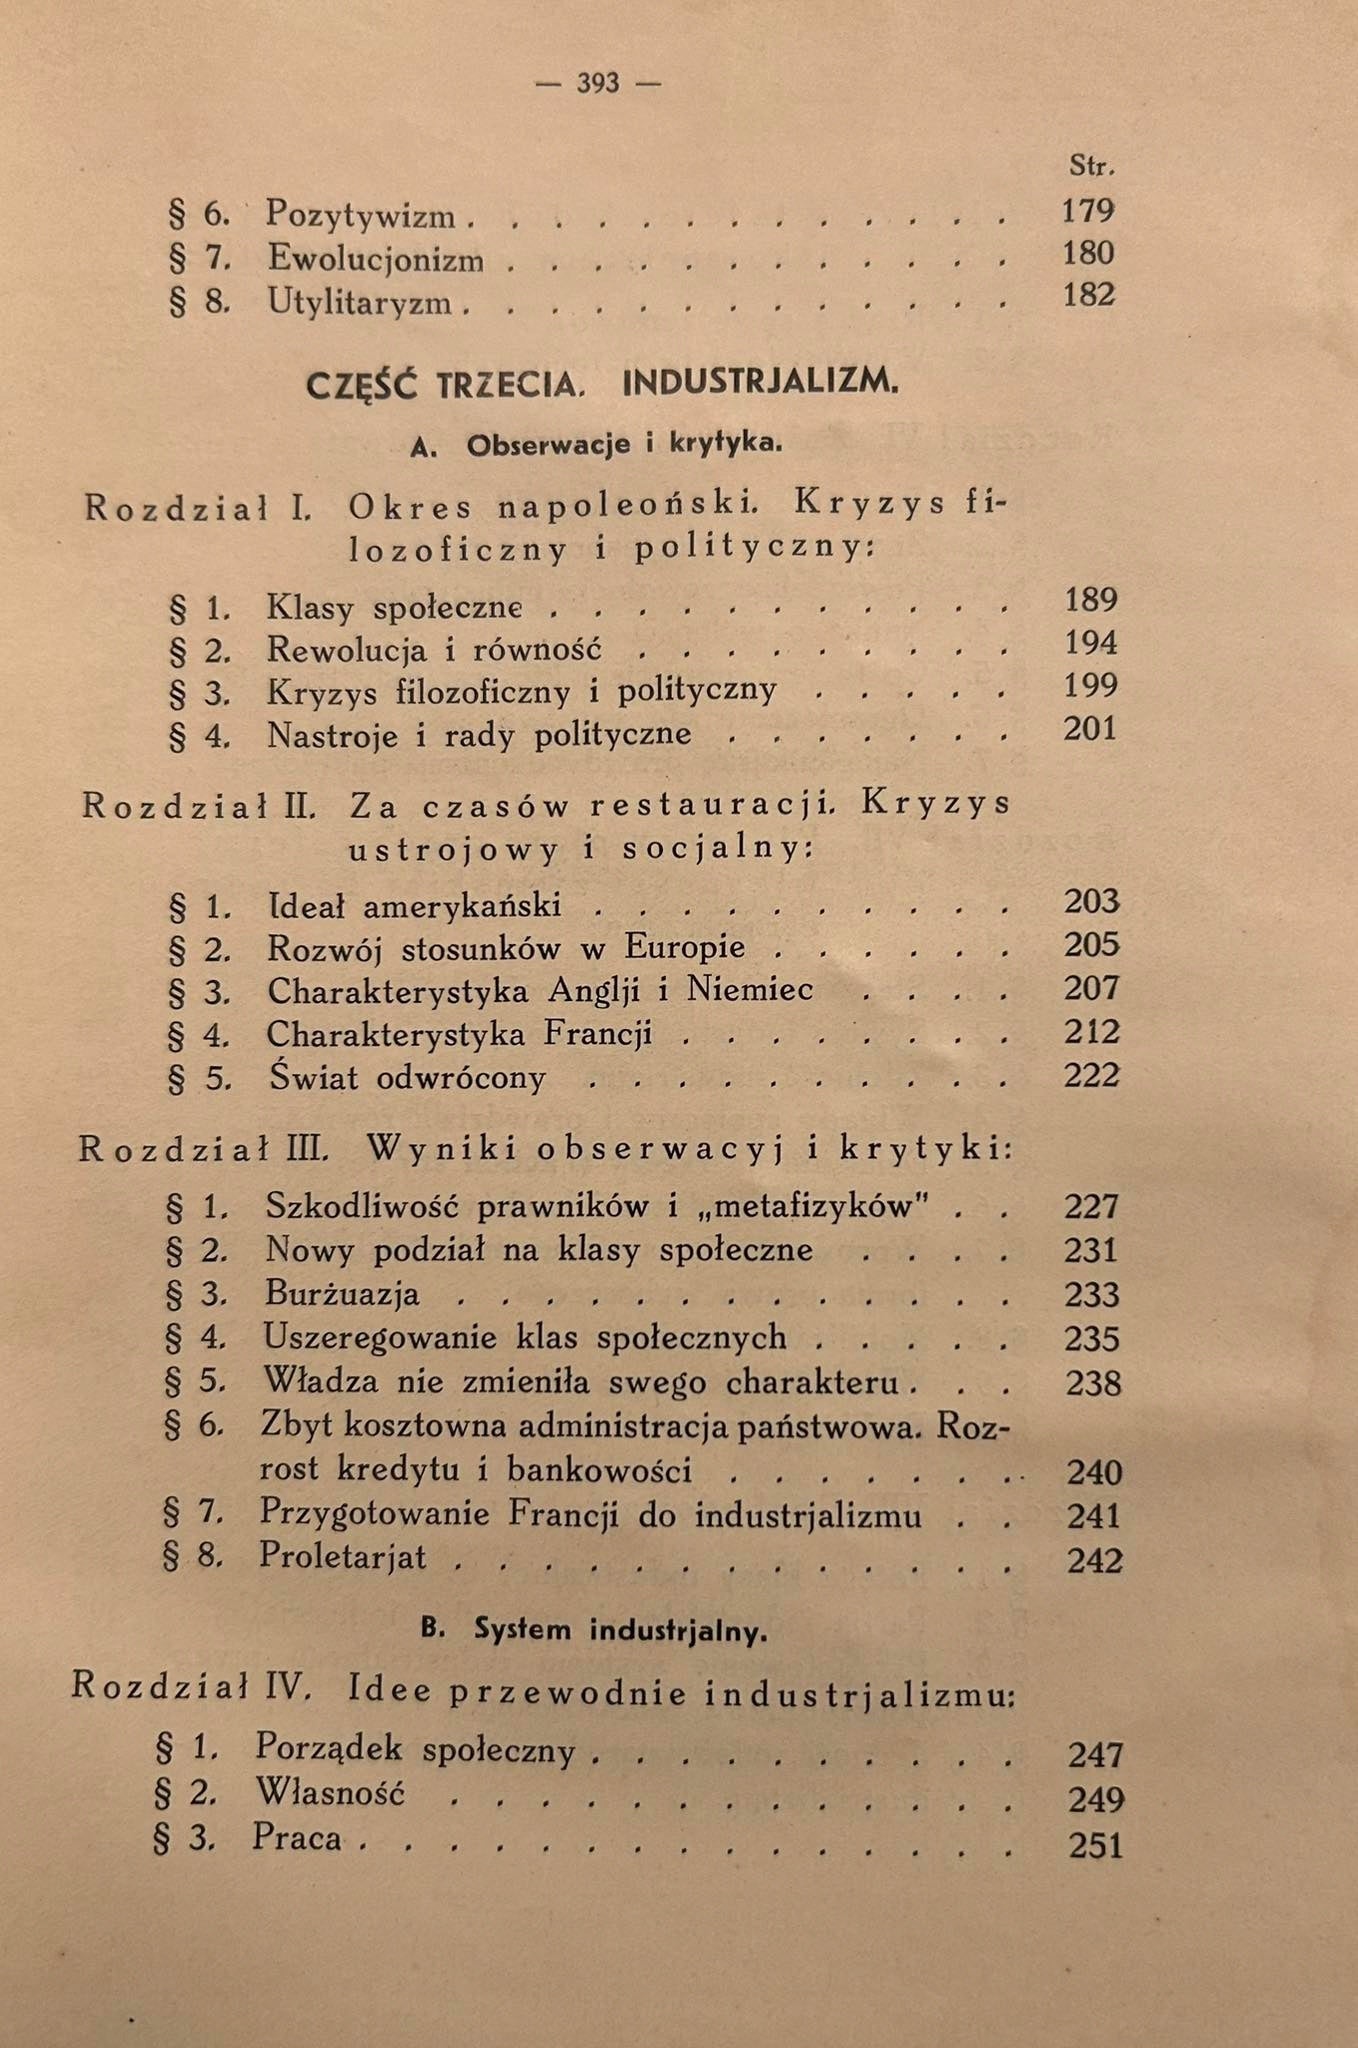 — 393 —
Str.
§ 6. Pozytywizm . . . . . . . . . . . . . 179
§ 7. Ewolucjonizm . . . . . . . . . . . . 180
§ 8. Utylitaryzm . . . . . . . . . . . . . 182
CZĘŚĆ TRZECIA. INDUSTRJALIZM.
A. Obserwacje i krytyka.
Rozdział I. Okres napoleoński. Kryzys fi-
lozoficzny i polityczny:
§ 1. Klasy społeczne . . . . . . . . . . . 189
§ 2. Rewolucja i równość . . . . . . . . . 194
§ 3. Kryzys filozoficzny i polityczny . . . . . 199
§ 4. Nastroje i rady polityczne . . . . . . . 201
Rozdział II. Za czasów restauracji. Kryzys
ustrojowy i socjalny:
§ 1. Ideał amerykański . . . . . . . . . . 203
§ 2. Rozwój stosunków w Europie . . . . . . 205
§ 3. Charakterystyka Anglji i Niemiec . . . . 207
§ 4. Charakterystyka Francji . . . . . . . . 212
§ 5. Świat odwrócony . . . . . . . . . . 222
Rozdział III. Wyniki obserwacyj i krytyki:
§ 1. Szkodliwość prawników i „metafizyków" . . 227
§ 2. Nowy podział na klasy społeczne . . . . 231
§ 3. Burżuazja . . . . . . . . . . . . . 233
§ 4. Uszeregowanie klas społecznych . . . . . 235
§ 5. Władza nie zmieniła swego charakteru . . . 238
§ 6. Zbyt kosztowna administracja państwowa. Roz-
rost kredytu i bankowości . . . . . . . 240
§ 7. Przygotowanie Francji do industrjalizmu . . 241
§ 8. Proletarjat . . . . . . . . . . . . . 242
B. System industrjalny.
Rozdział IV. Idee przewodnie industrjalizmu:
§ 1. Porządek społeczny . . . . . . . . . . 247
§ 2. Własność . . . . . . . . . . . . . 249
§ 3. Praca . . . . . . . . . . . . . . . 251